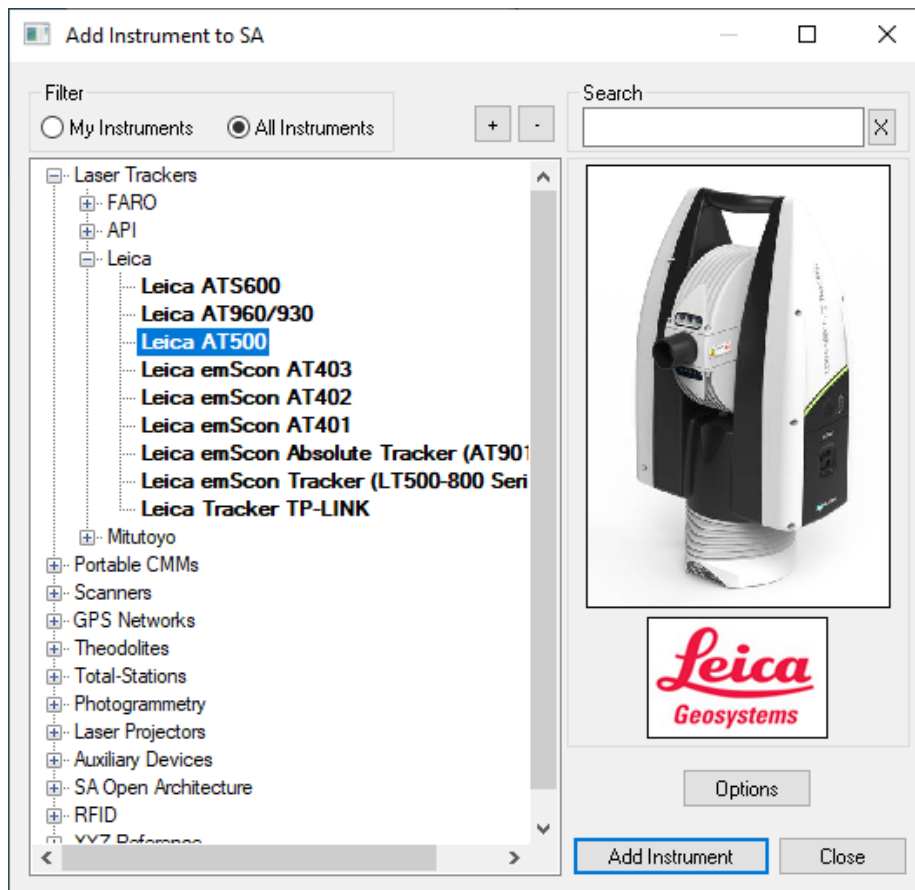 Add Instrument to SA
Filter
My Instruments
All Instruments
+
-
Search
X
Laser Trackers
FARO
API
Leica
Leica ATS600
Leica AT960/930
Leica AT500
Leica emScon AT403
Leica emScon AT402
Leica emScon AT401
Leica emScon Absolute Tracker (AT901
Leica emScon Tracker (LT500-800 Seri
Leica Tracker TP-LINK
Mitutoyo
Portable CMMs
Scanners
GPS Networks
Theodolites
Total-Stations
Photogrammetry
Laser Projectors
Auxiliary Devices
SA Open Architecture
RFID
XYZ Reference
Leica
Geosystems
Options
Add Instrument
Close